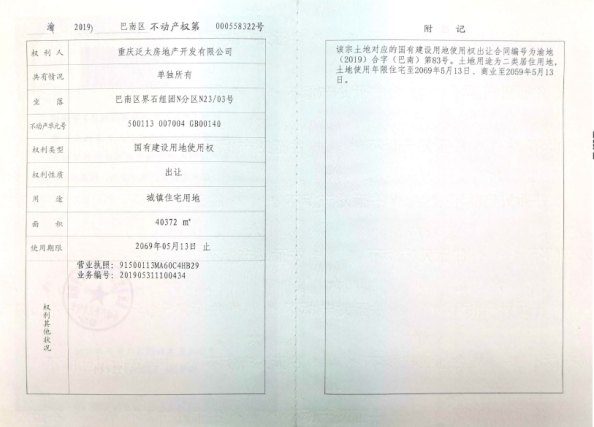 渝 2019) 巴南区 不动产权第 000558322号
权利人 重庆泛太房地产开发有限公司
共有情况 单独所有
坐落 巴南区界石组团N分区N23/03号
不动产单元号 500113 007004 GB00140
权利类型 国有建设用地使用权
权利性质 出让
用途 城镇住宅用地
面积 40372 ㎡
使用期限 2069年05月13日 止
权利其他状况
营业执照: 91500113MA60C4HB29
业务编号: 201905311100434
附记
该宗土地对应的国有建设用地使用权出让合同编号为渝地
(2019) 合字 (巴南) 第83号。土地用途为二类居住用地,
土地使用年限住宅至2069年5月13日、商业至2059年5月13
日。